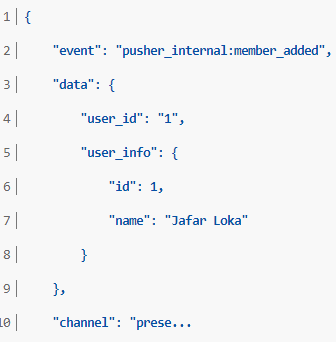 1 {
2 "event": "pusher_internal:member_added",
3 "data": {
4 "user_id": "1",
5 "user_info": {
6 "id": 1,
7 "name": "Jafar Loka"
8 }
9 },
10 "channel": "prese...